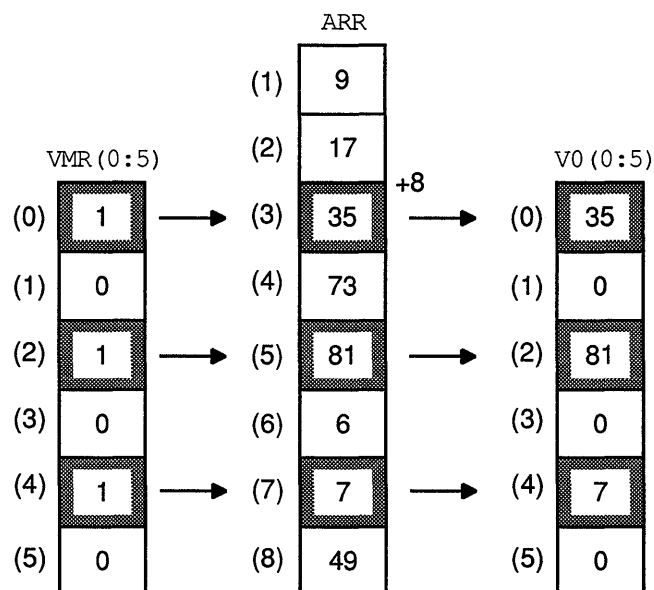 ARR
(1) 9
(2) 17
VMR(0:5) V0(0:5)
+8
(0) 1 (3) 35 (0) 35
(1) 0 (4) 73 (1) 0
(2) 1 (5) 81 (2) 81
(3) 0 (6) 6 (3) 0
(4) 1 (7) 7 (4) 7
(5) 0 (8) 49 (5) 0